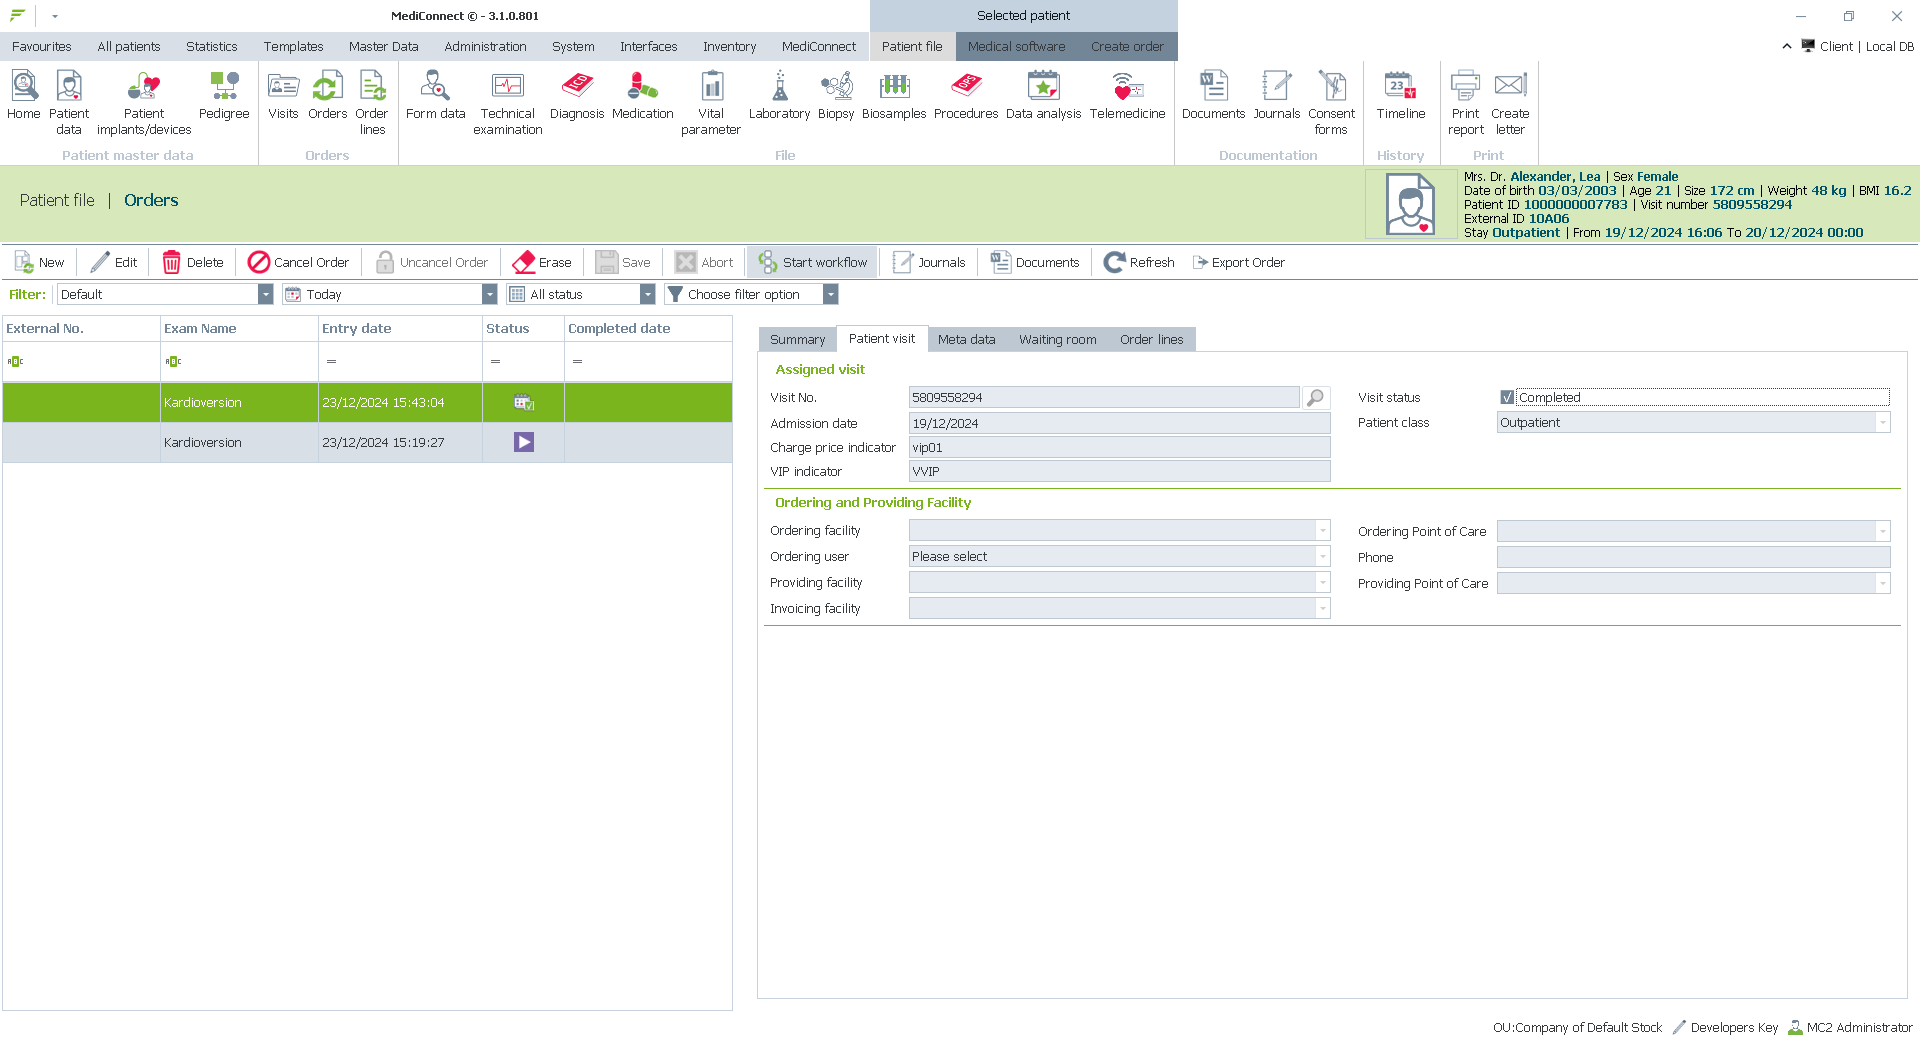 MediConnect © - 3.1.0.801
Selected patient
Favourites All patients Statistics Templates Master Data Administration System Interfaces Inventory MediConnect Patient file Medical software Create order
Client | Local DB
Home
Patient data
Patient implants/devices
Pedigree
Visits
Orders
Order lines
Form data
Technical examination
Diagnosis
Medication
Vital parameter
Laboratory
Biopsy
Biosamples
Procedures
Data analysis
Telemedicine
Documents
Journals
Consent forms
Timeline
Print report
Create letter
Patient master data
Orders
File
Documentation
History
Print
Patient file | Orders
Mrs. Dr. Alexander, Lea | Sex Female
Date of birth 03/03/2003 | Age 21 | Size 172 cm | Weight 48 kg | BMI 16.2
Patient ID 1000000007783 | Visit number 5809558294
External ID 10A06
Stay Outpatient | From 19/12/2024 16:06 To 20/12/2024 00:00
New Edit Delete Cancel Order Uncancel Order Erase Save Abort Start workflow Journals Documents Refresh Export Order
Filter: Default Today All status Choose filter option
External No. Exam Name Entry date Status Completed date
ABC ABC = = =
Kardioversion 23/12/2024 15:43:04
Kardioversion 23/12/2024 15:19:27
Summary Patient visit Meta data Waiting room Order lines
Assigned visit
Visit No. 5809558294 Visit status Completed
Admission date 19/12/2024 Patient class Outpatient
Charge price indicator vip01
VIP indicator VVIP
Ordering and Providing Facility
Ordering facility Ordering Point of Care
Ordering user Please select Phone
Providing facility Providing Point of Care
Invoicing facility
OU:Company of Default Stock Developers Key MC2 Administrator